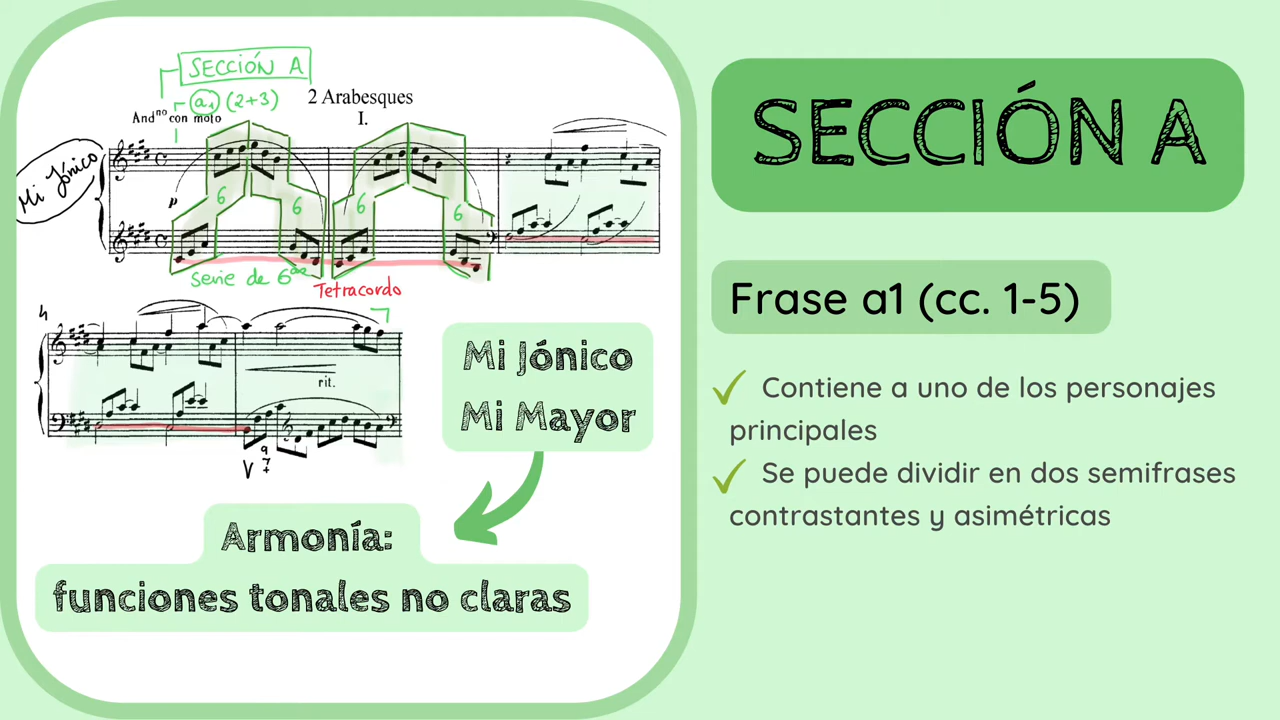 SECCIÓN A
a1 (2+3)
2 Arabesques
And.no con moto
I.
Mi Jónico
p
6
6
6
6
Serie de 6as
Tetracordo
4
rit.
V 9
7
+
Mi Jónico
Mi Mayor
Armonía:
funciones tonales no claras
SECCIÓN A
Frase a1 (cc. 1-5)
✓ Contiene a uno de los personajes
principales
✓ Se puede dividir en dos semifrases
contrastantes y asimétricas